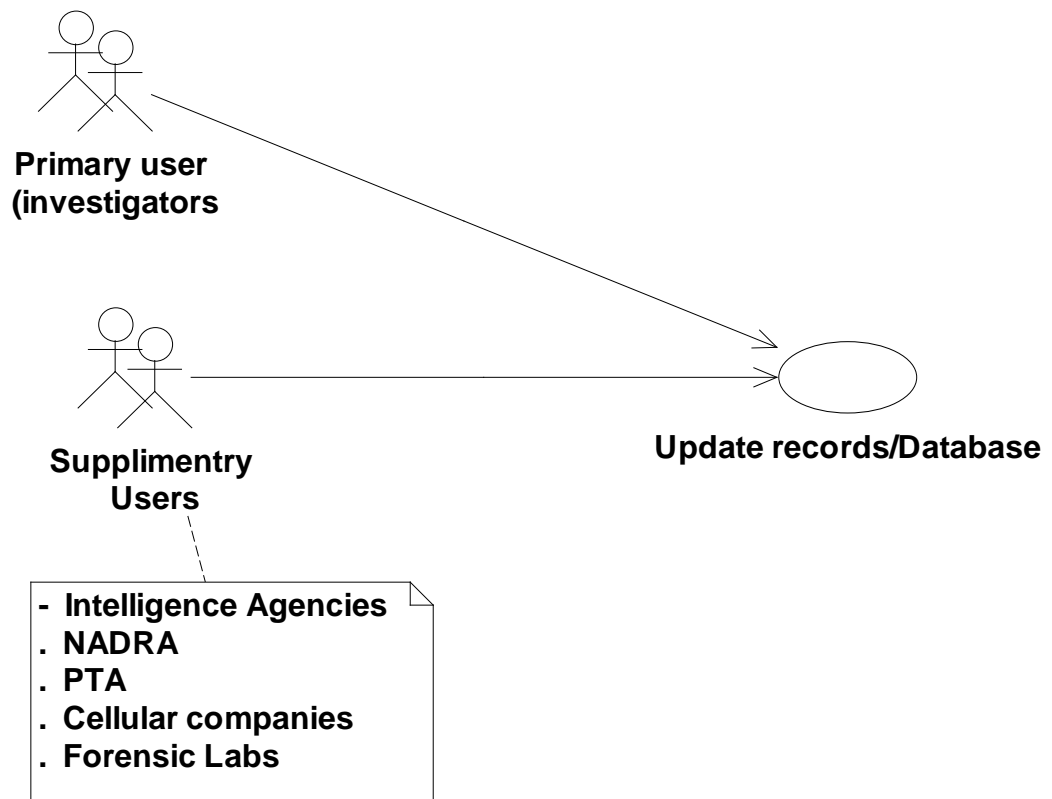 Primary user
(investigators
Supplimentry
Users
Update records/Database
- Intelligence Agencies
. NADRA
. PTA
. Cellular companies
. Forensic Labs